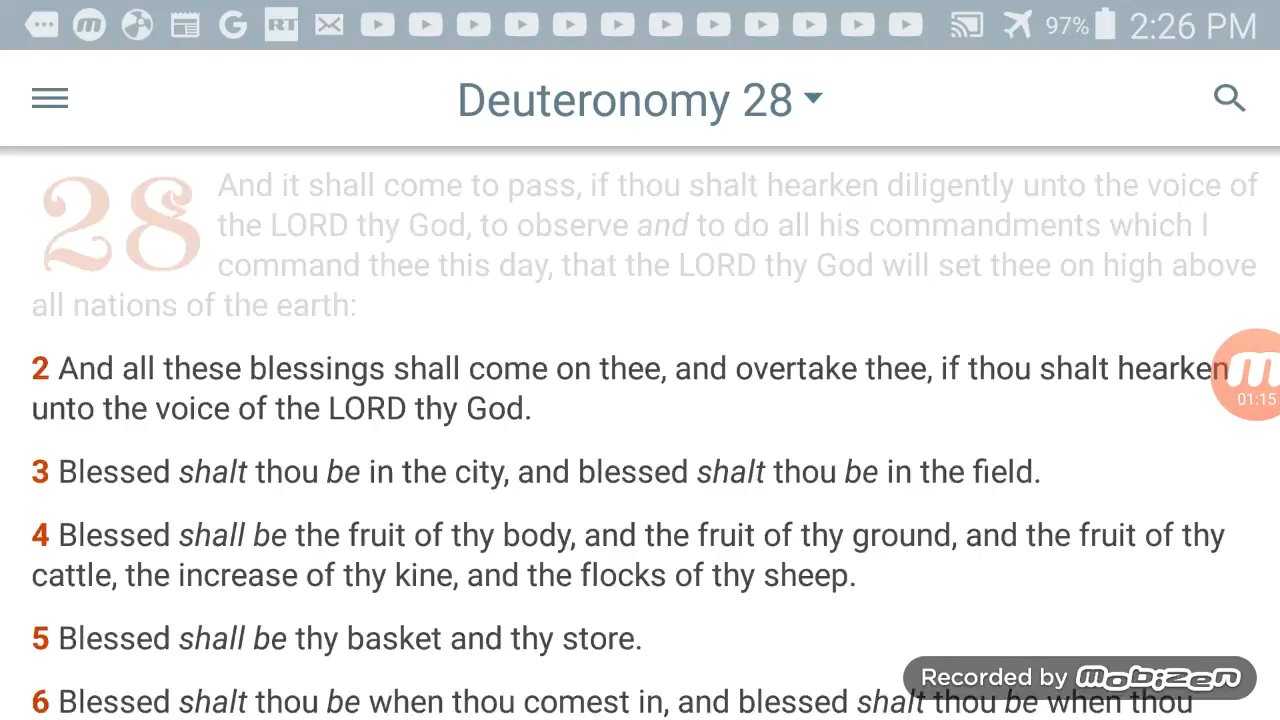 97% 2:26 PM
Deuteronomy 28
28 And it shall come to pass, if thou shalt hearken diligently unto the voice of
the LORD thy God, to observe and to do all his commandments which I
command thee this day, that the LORD thy God will set thee on high above
all nations of the earth:
2 And all these blessings shall come on thee, and overtake thee, if thou shalt hearken
unto the voice of the LORD thy God.
01:15
3 Blessed shalt thou be in the city, and blessed shalt thou be in the field.
4 Blessed shall be the fruit of thy body, and the fruit of thy ground, and the fruit of thy
cattle, the increase of thy kine, and the flocks of thy sheep.
5 Blessed shall be thy basket and thy store.
Recorded by mobizen
6 Blessed shalt thou be when thou comest in, and blessed shalt thou be when thou